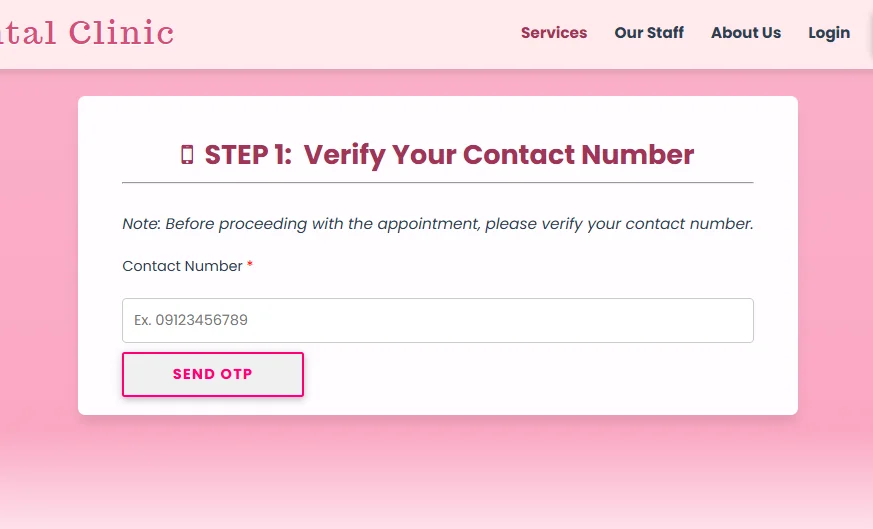 ntal Clinic
Services Our Staff About Us Login
STEP 1: Verify Your Contact Number
Note: Before proceeding with the appointment, please verify your contact number.
Contact Number *
Ex. 09123456789
SEND OTP